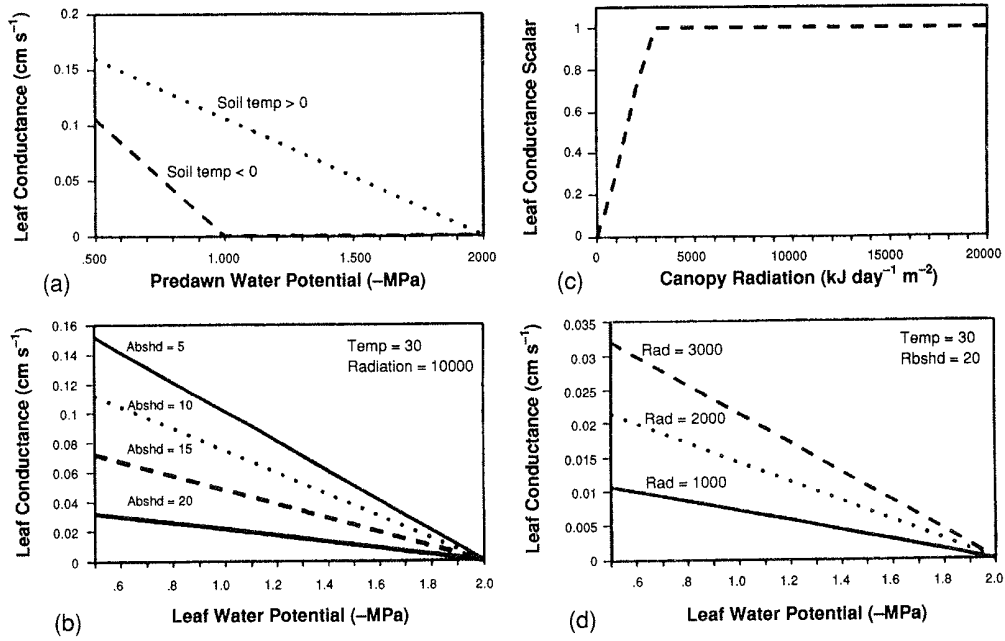 Leaf Conductance (cm s⁻¹)
0.2
0.15
0.1
0.05
0
Soil temp > 0
Soil temp < 0
.500
1.000
1.500
2000
Predawn Water Potential (–MPa)
(a)
Leaf Conductance Scalar
1
0.8
0.6
0.4
0.2
0
0
5000
10000
15000
20000
Canopy Radiation (kJ day⁻¹ m⁻²)
(c)
Leaf Conductance (cm s⁻¹)
0.16
0.14
0.12
0.1
0.08
0.06
0.04
0.02
0.00
Abshd = 5
Abshd = 10
Abshd = 15
Abshd = 20
Temp = 30
Radiation = 10000
.6
.8
1.0
1.2
1.4
1.6
1.8
2.0
Leaf Water Potential (–MPa)
(b)
Leaf Conductance (cm s⁻¹)
0.035
0.03
0.025
0.02
0.015
0.01
0.005
0
Rad = 3000
Rad = 2000
Rad = 1000
Temp = 30
Rbshd = 20
.6
.8
1.0
1.2
1.4
1.6
1.8
2.0
Leaf Water Potential (–MPa)
(d)